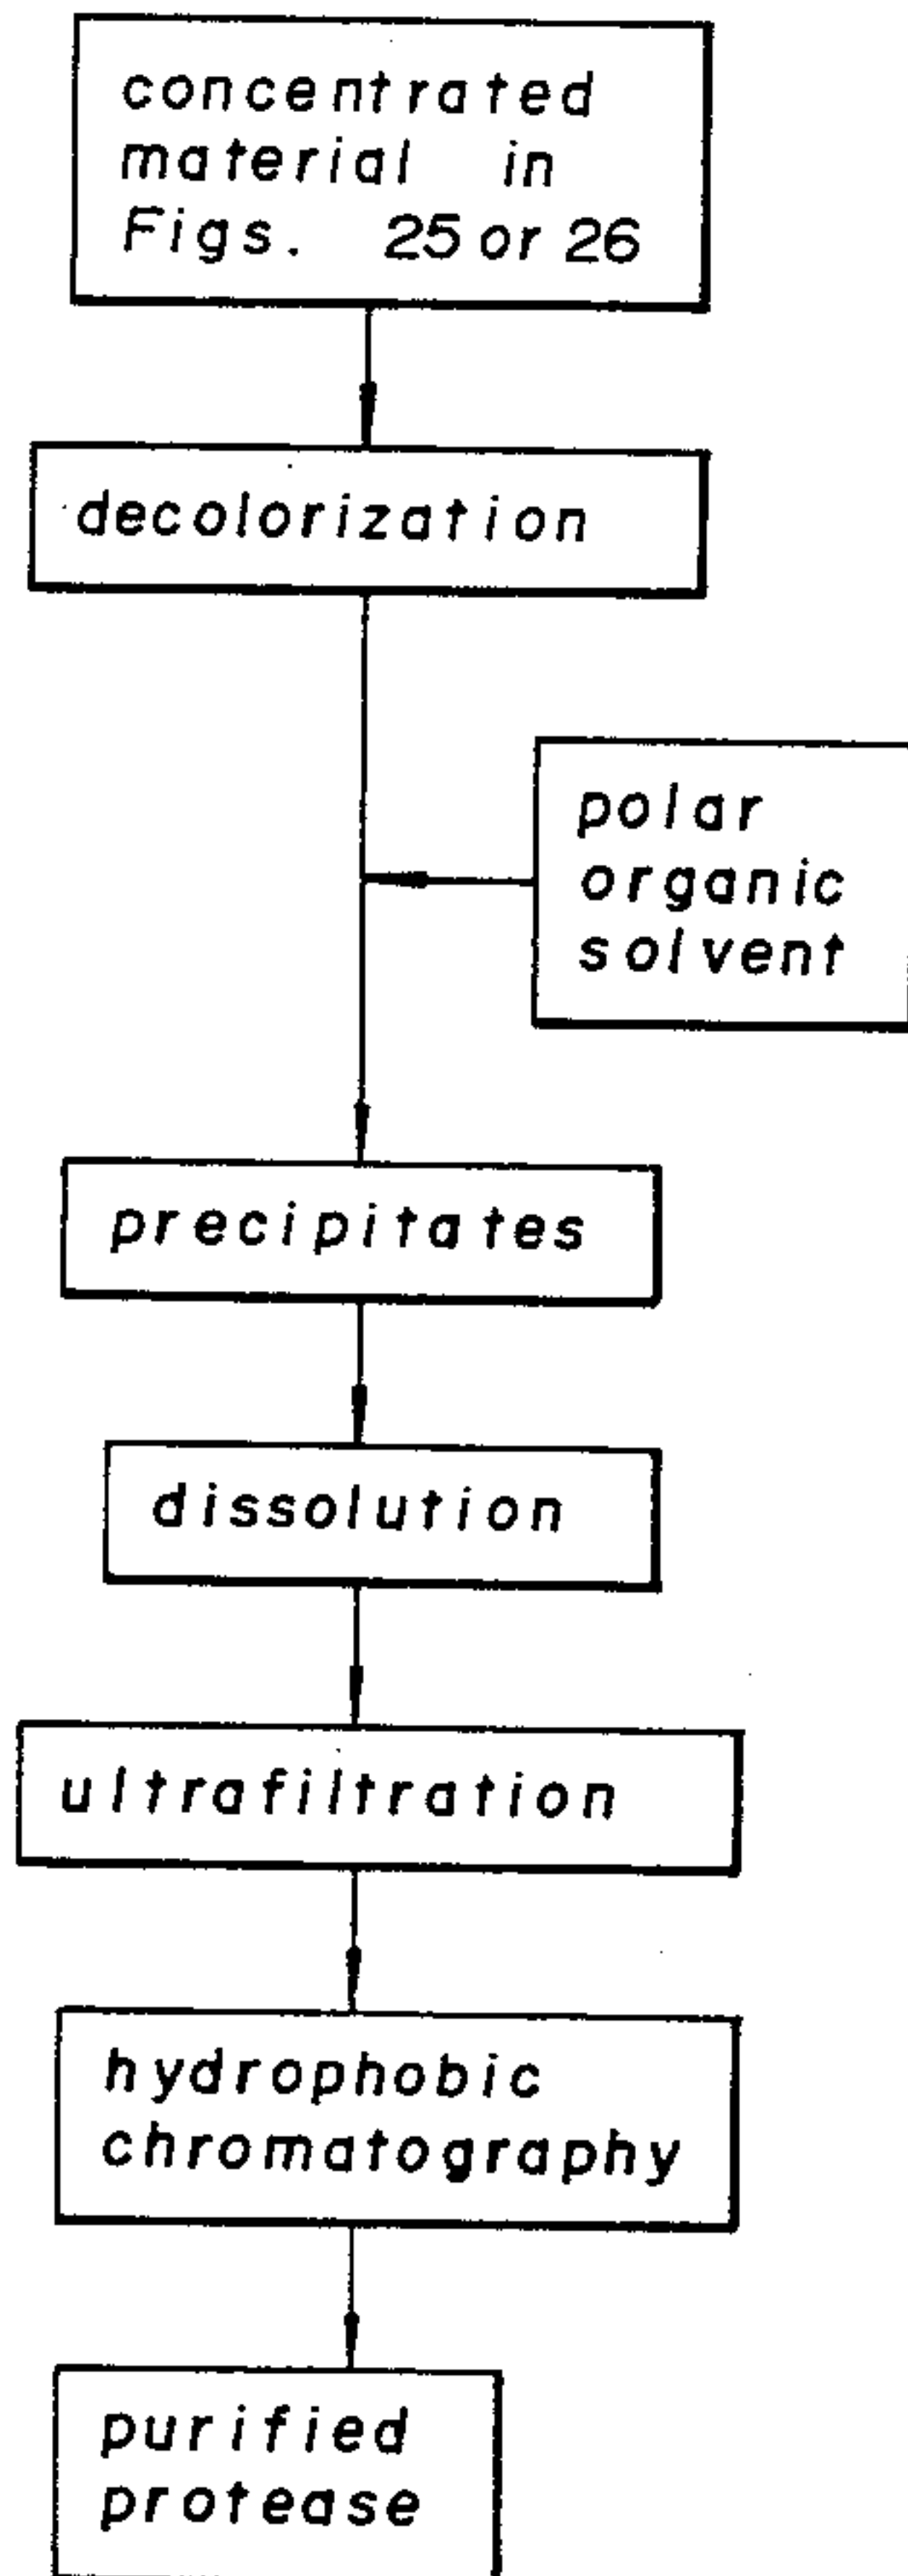 concentrated
material in
Figs. 25 or 26
decolorization
polar
organic
solvent
precipitates
dissolution
ultrafiltration
hydrophobic
chromatography
purified
protease